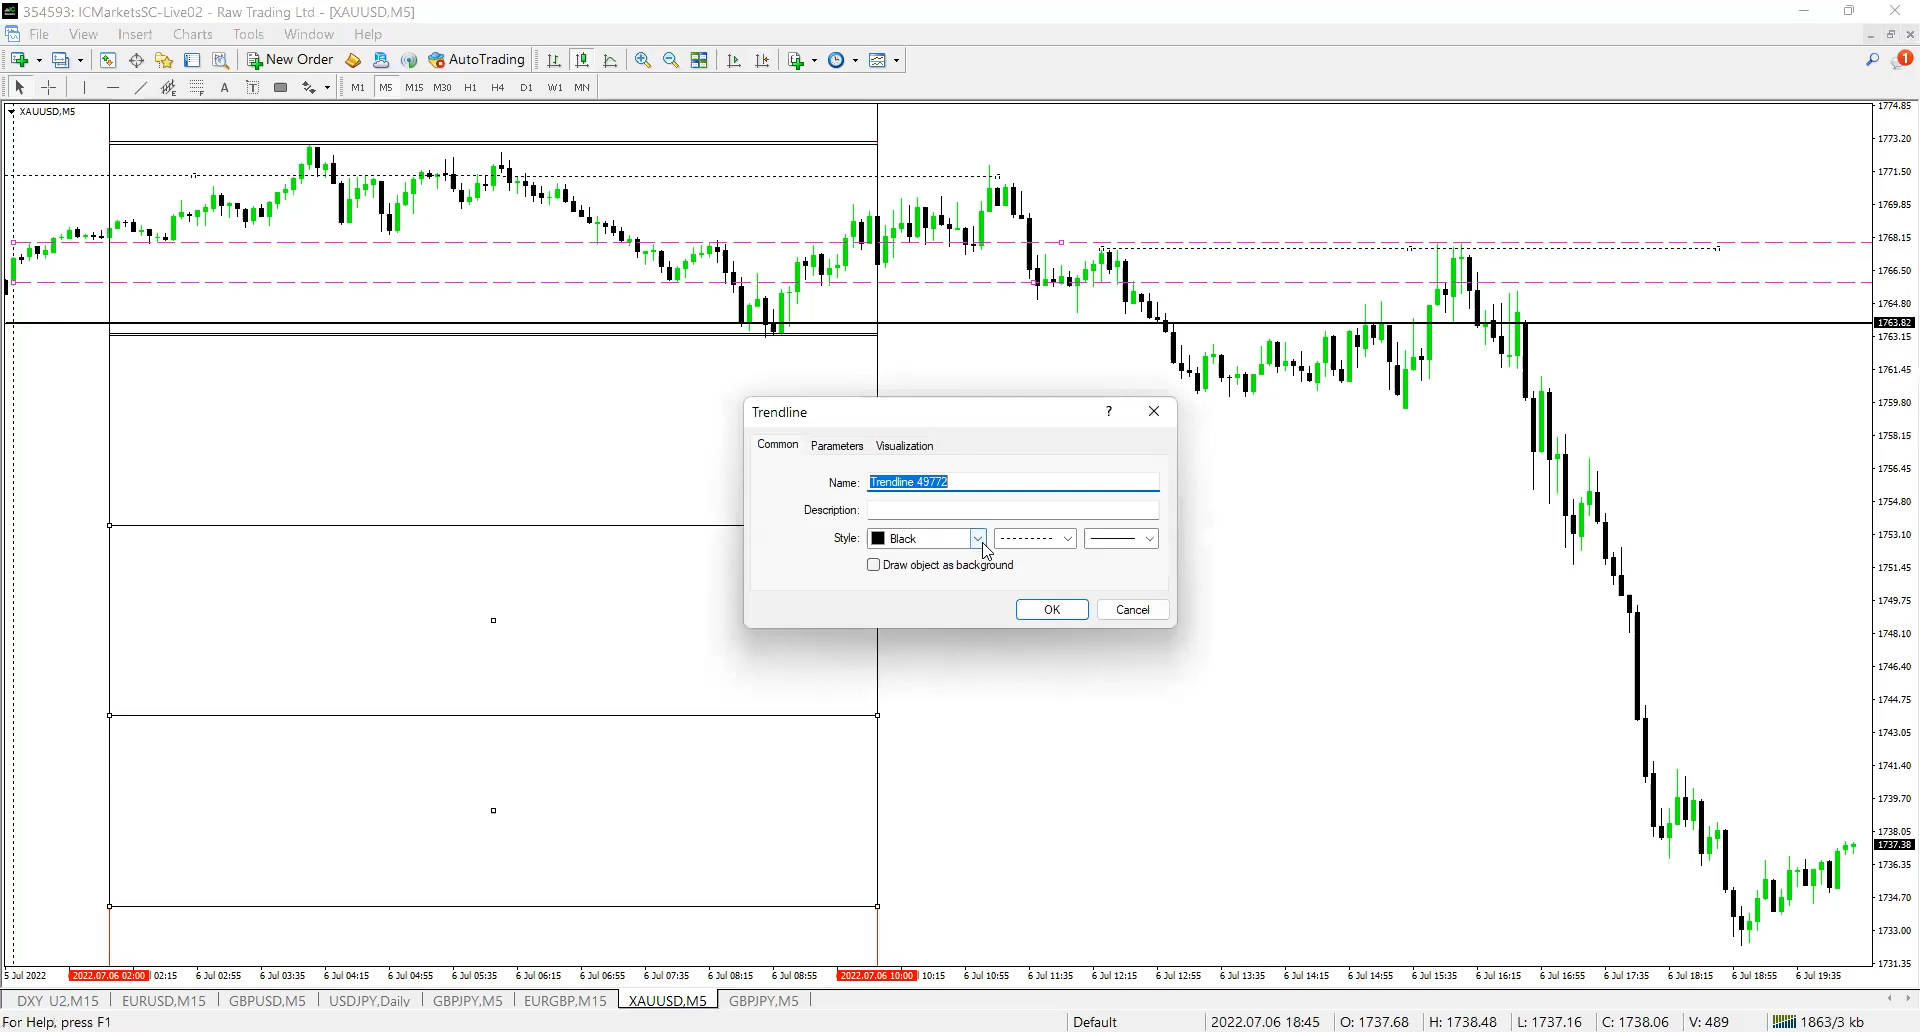 354593: ICMarketsSC-Live02 - Raw Trading Ltd - [XAUUSD,M5]
File View Insert Charts Tools Window Help
New Order AutoTrading 1
A T M1 M5 M15 M30 H1 H4 D1 W1 MN
XAUUSD,M5
1774.85
1773.20
1771.50
1769.85
1768.15
1766.50
1764.80
1763.82
1763.15
1761.45
1759.80
1758.15
1756.45
1754.80
1753.10
1751.45
1749.75
1748.10
1746.40
1744.75
1743.05
1741.40
1739.70
1738.05
1737.38
1736.35
1734.70
1733.00
1731.35
Trendline ?
Common Parameters Visualization
Name: Trendline 49772
Description:
Style: Black
Draw object as background
OK Cancel
5 Jul 2022 2022.07.06 02:00 02:15 6 Jul 02:55 6 Jul 03:35 6 Jul 04:15 6 Jul 04:55 6 Jul 05:35 6 Jul 06:15 6 Jul 06:55 6 Jul 07:35 6 Jul 08:15 6 Jul 08:55 2022.07.06 10:00 10:15 6 Jul 10:55 6 Jul 11:35 6 Jul 12:15 6 Jul 12:55 6 Jul 13:35 6 Jul 14:15 6 Jul 14:55 6 Jul 15:35 6 Jul 16:15 6 Jul 16:55 6 Jul 17:35 6 Jul 18:15 6 Jul 18:55 6 Jul 19:35
DXY_U2,M15 EURUSD,M15 GBPUSD,M5 USDJPY,Daily GBPJPY,M5 EURGBP,M15 XAUUSD,M5 GBPJPY,M5
For Help, press F1 Default 2022.07.06 18:45 O: 1737.68 H: 1738.48 L: 1737.16 C: 1738.06 V: 489 1863/3 kb